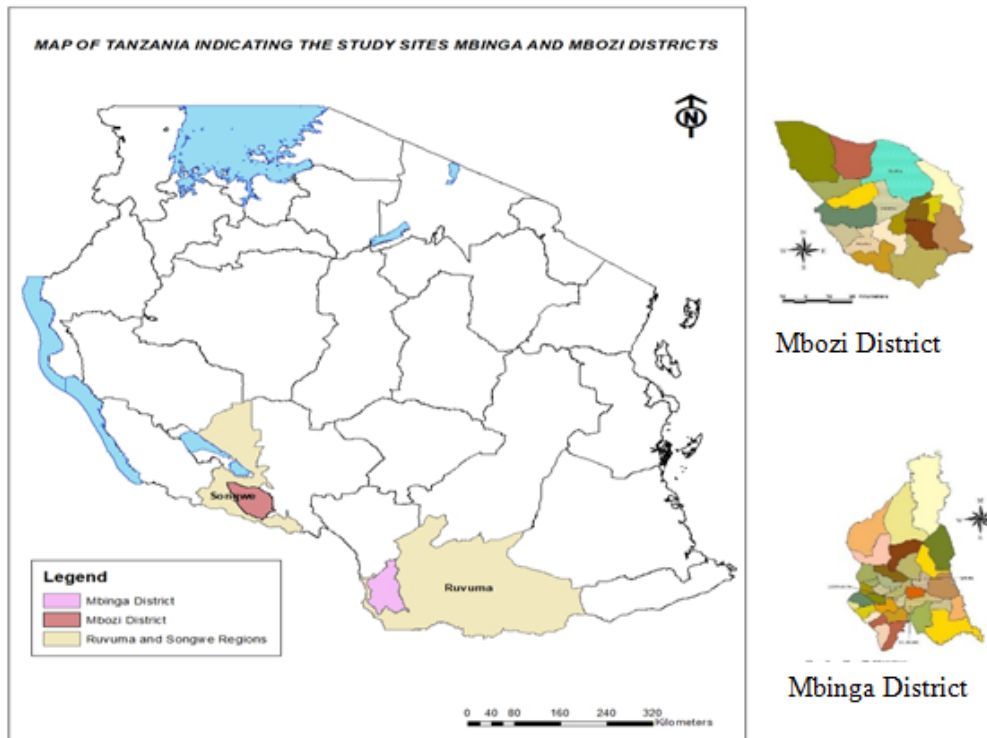 MAP OF TANZANIA INDICATING THE STUDY SITES MBINGA AND MBOZI DISTRICTS
N
Songwe
Ruvuma
Legend
Mbinga District
Mbozi District
Ruvuma and Songwe Regions
0 40 80 160 240 320
Kilometers
Mbozi District
Mbinga District